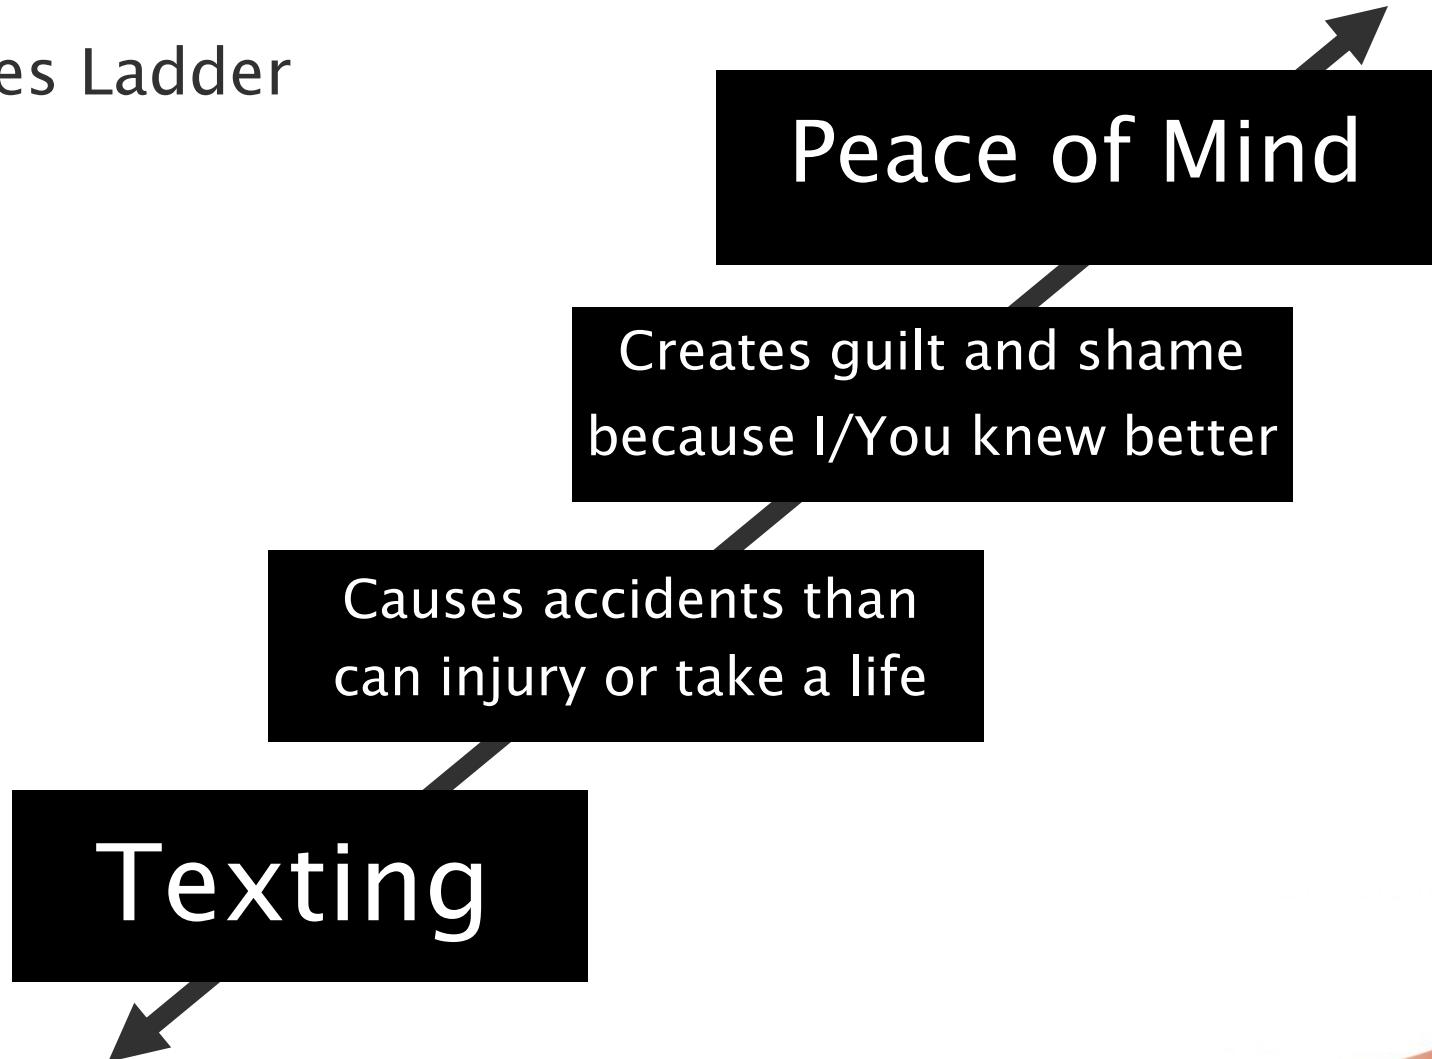 es Ladder
Peace of Mind
Creates guilt and shame
because I/You knew better
Causes accidents than
can injury or take a life
Texting